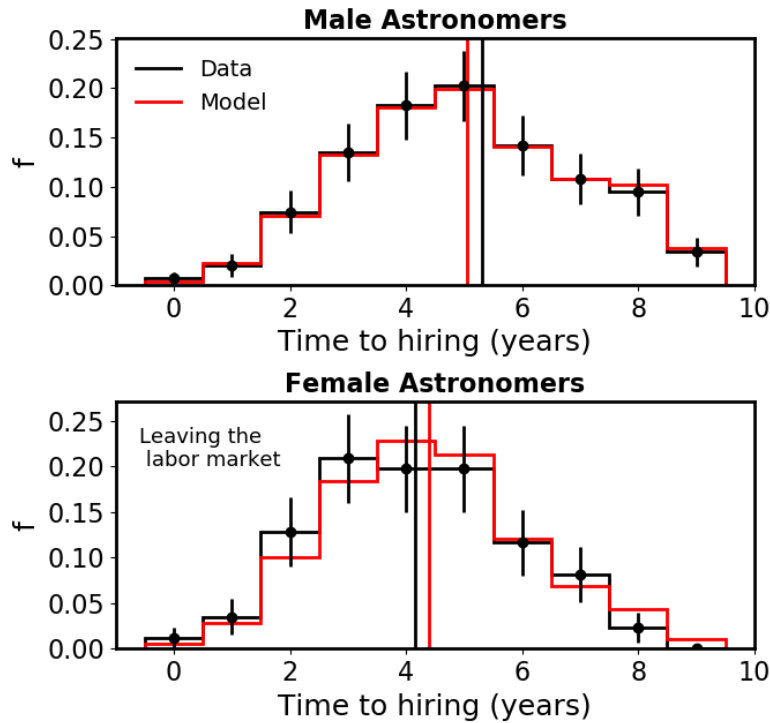 Male Astronomers
0.25
0.20
0.15
0.10
0.05
0.00
f
Data
Model
0 2 4 6 8 10
Time to hiring (years)
Female Astronomers
0.25
0.20
0.15
0.10
0.05
0.00
f
Leaving the
labor market
0 2 4 6 8 10
Time to hiring (years)